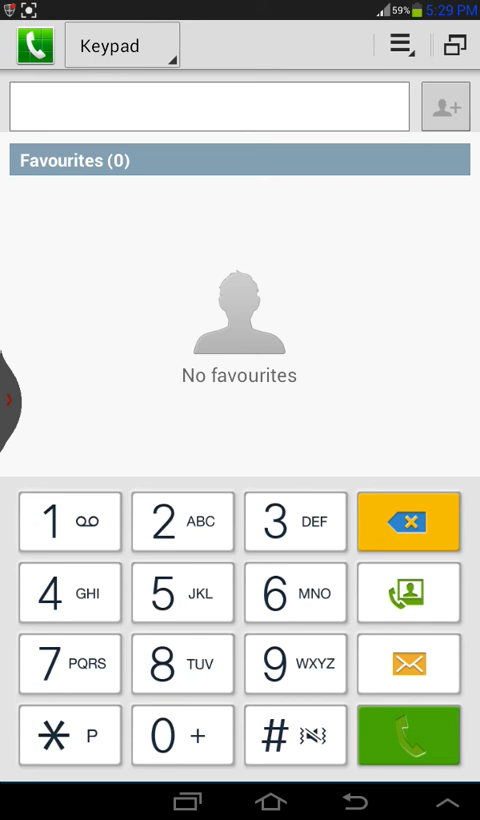 59% 5:29 PM
Keypad
Favourites (0)
No favourites
1
2 ABC
3 DEF
4 GHI
5 JKL
6 MNO
7 PQRS
8 TUV
9 WXYZ
* P
0 +
#